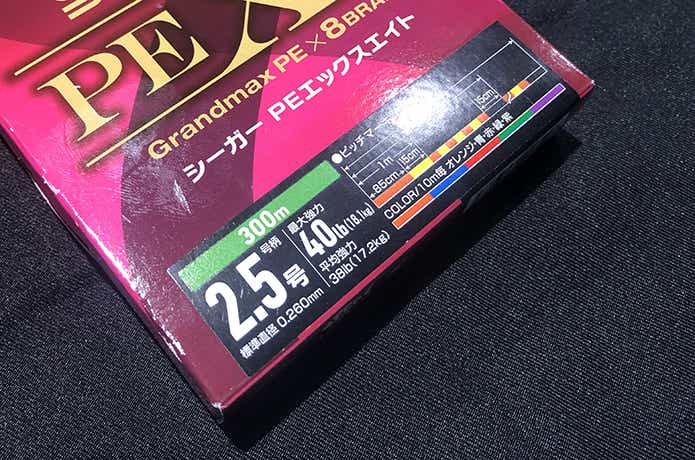 PE X
Grandmax PE×8BRA
シーガー PEエックスエイト
300m
2.5号
号柄
標準直径 0.260mm
最大強力
40lb(18.1kg)
平均強力
38lb(17.2kg)
●ピッチマ
1m
15cm
85cm
15cm
COLOR/10m毎 オレンジ・青・赤・緑・紫